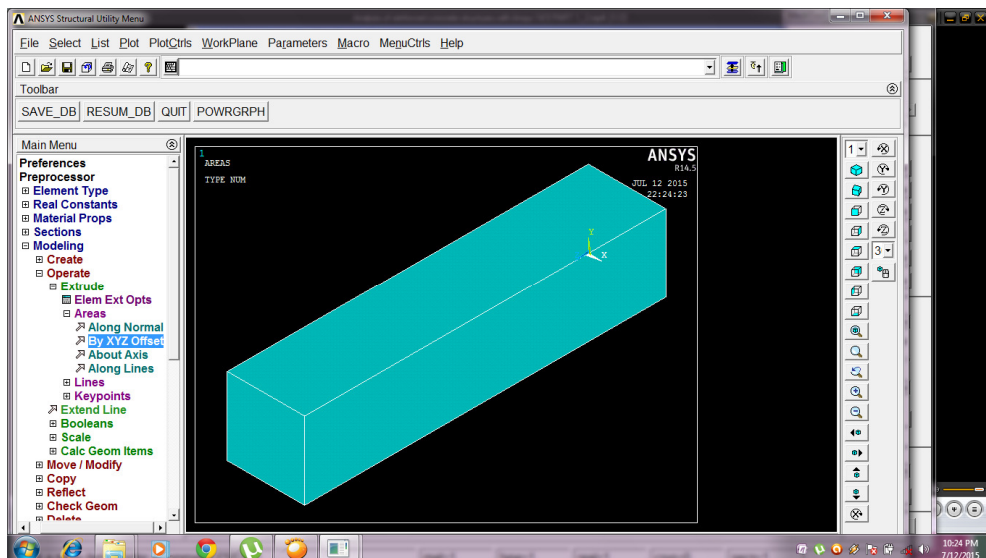 ANSYS Structural Utility Menu
File Select List Plot PlotCtrls WorkPlane Parameters Macro MenuCtrls Help
Toolbar
SAVE_DB RESUM_DB QUIT POWRGRPH
Main Menu
Preferences
Preprocessor
Element Type
Real Constants
Material Props
Sections
Modeling
Create
Operate
Extrude
Elem Ext Opts
Areas
Along Normal
By XYZ Offset
About Axis
Along Lines
Lines
Keypoints
Extend Line
Booleans
Scale
Calc Geom Items
Move / Modify
Copy
Reflect
Check Geom
Delete
1
AREAS
TYPE NUM
ANSYS
R14.5
JUL 12 2015
22:24:23
Y
X
1
3
10:24 PM
7/12/2015